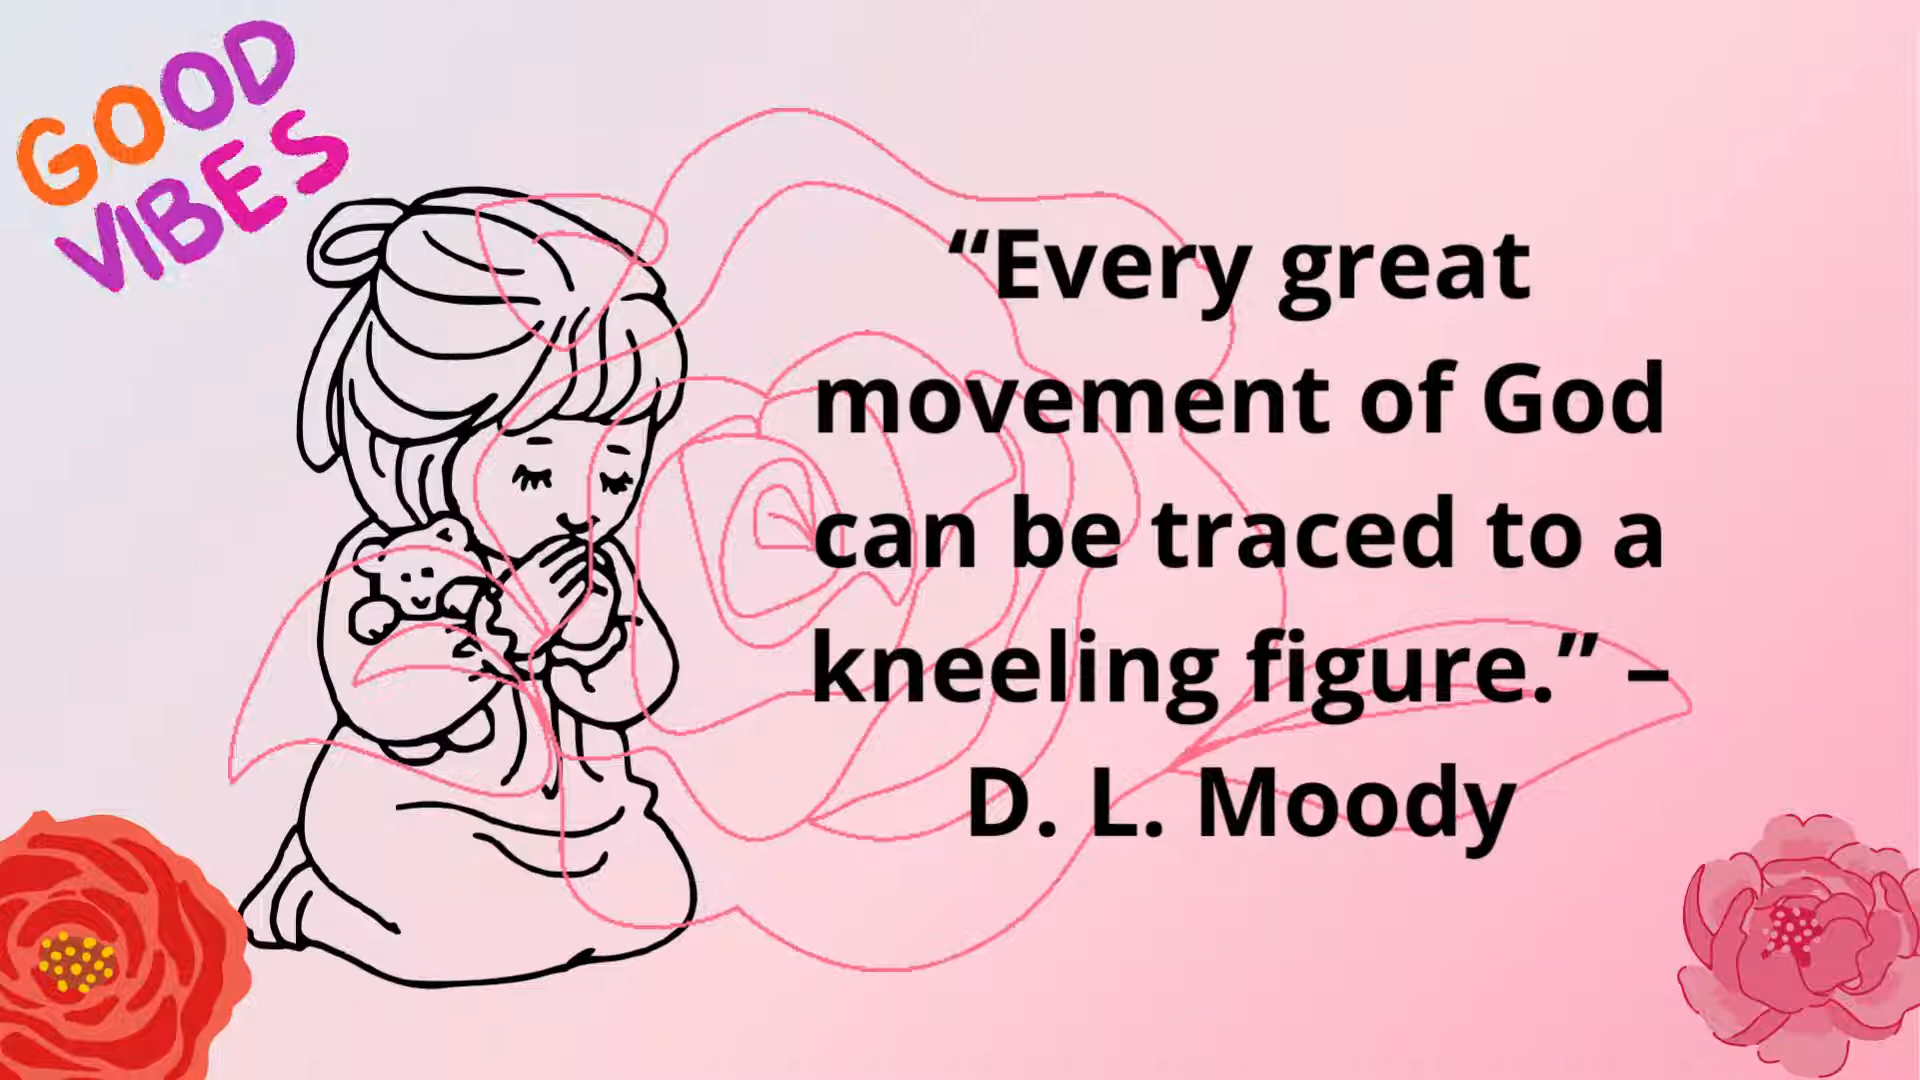 GOOD
VIBES
“Every great
movement of God
can be traced to a
kneeling figure.” –
D. L. Moody